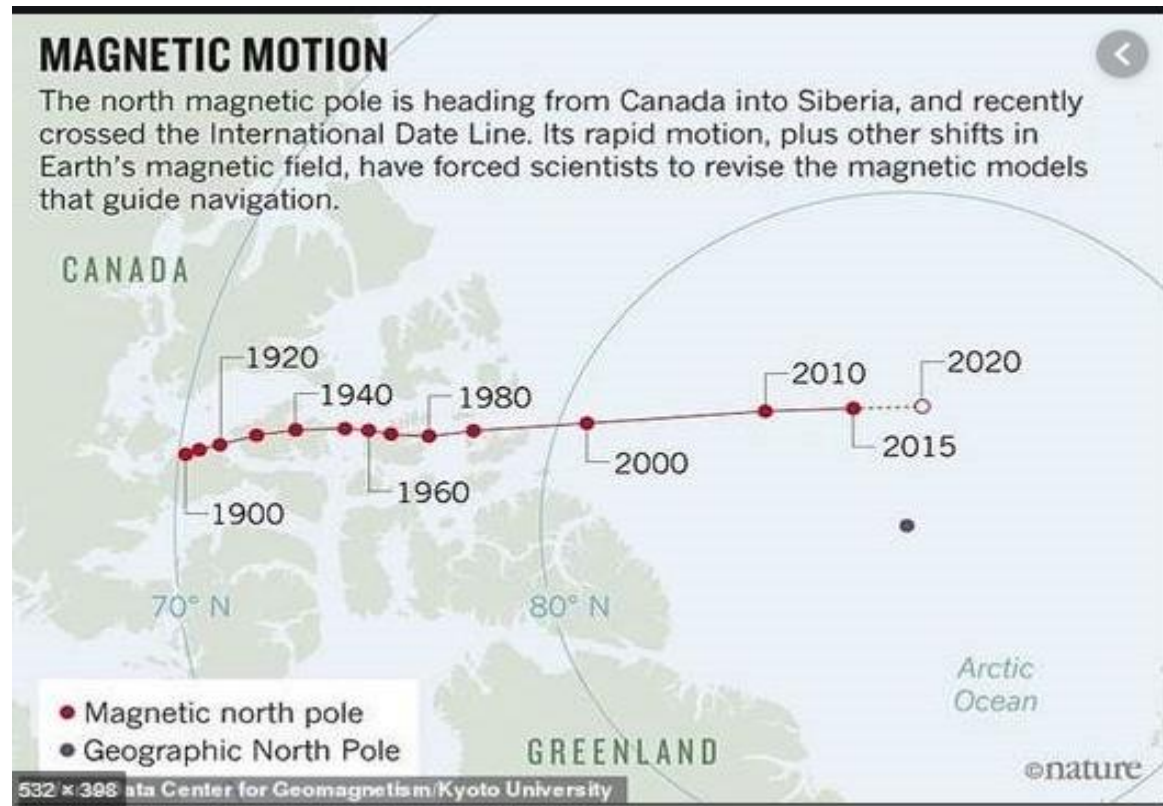 MAGNETIC MOTION
The north magnetic pole is heading from Canada into Siberia, and recently
crossed the International Date Line. Its rapid motion, plus other shifts in
Earth's magnetic field, have forced scientists to revise the magnetic models
that guide navigation.
CANADA
1920
1940
1980
2010
2020
2000
2015
1960
1900
70° N
80° N
Arctic
Ocean
Magnetic north pole
Geographic North Pole
GREENLAND
©nature
532 × 398 ata Center for Geomagnetism/Kyoto University